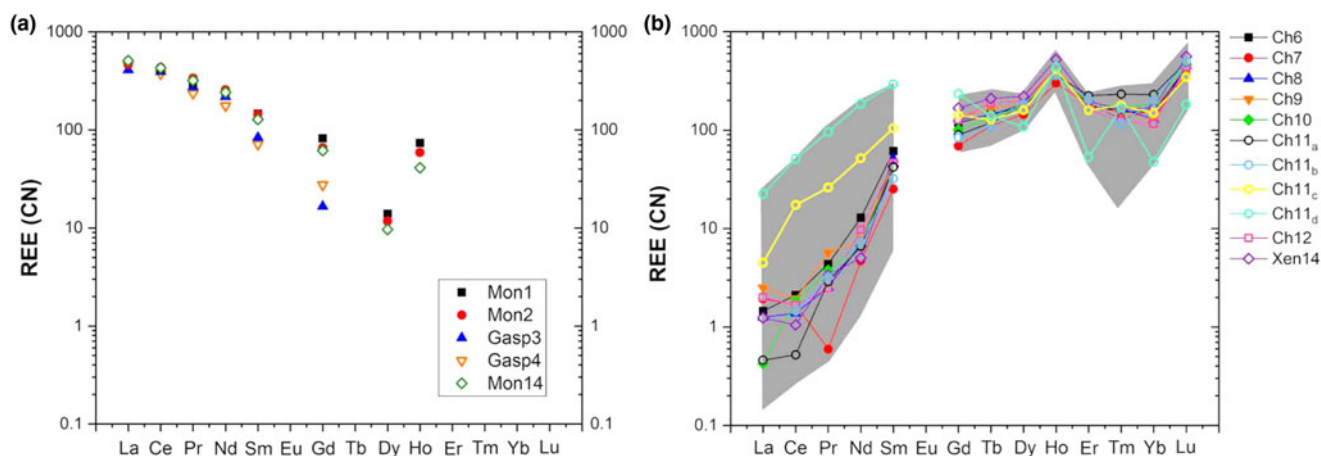 (a)
1000
100
10
1
0.1
REE (CN)
1000
100
10
1
0.1
La Ce Pr Nd Sm Eu Gd Tb Dy Ho Er Tm Yb Lu
Mon1
Mon2
Gasp3
Gasp4
Mon14
(b)
1000
100
10
1
0.1
REE (CN)
La Ce Pr Nd Sm Eu Gd Tb Dy Ho Er Tm Yb Lu
Ch6
Ch7
Ch8
Ch9
Ch10
Ch11a
Ch11b
Ch11c
Ch11d
Ch12
Xen14